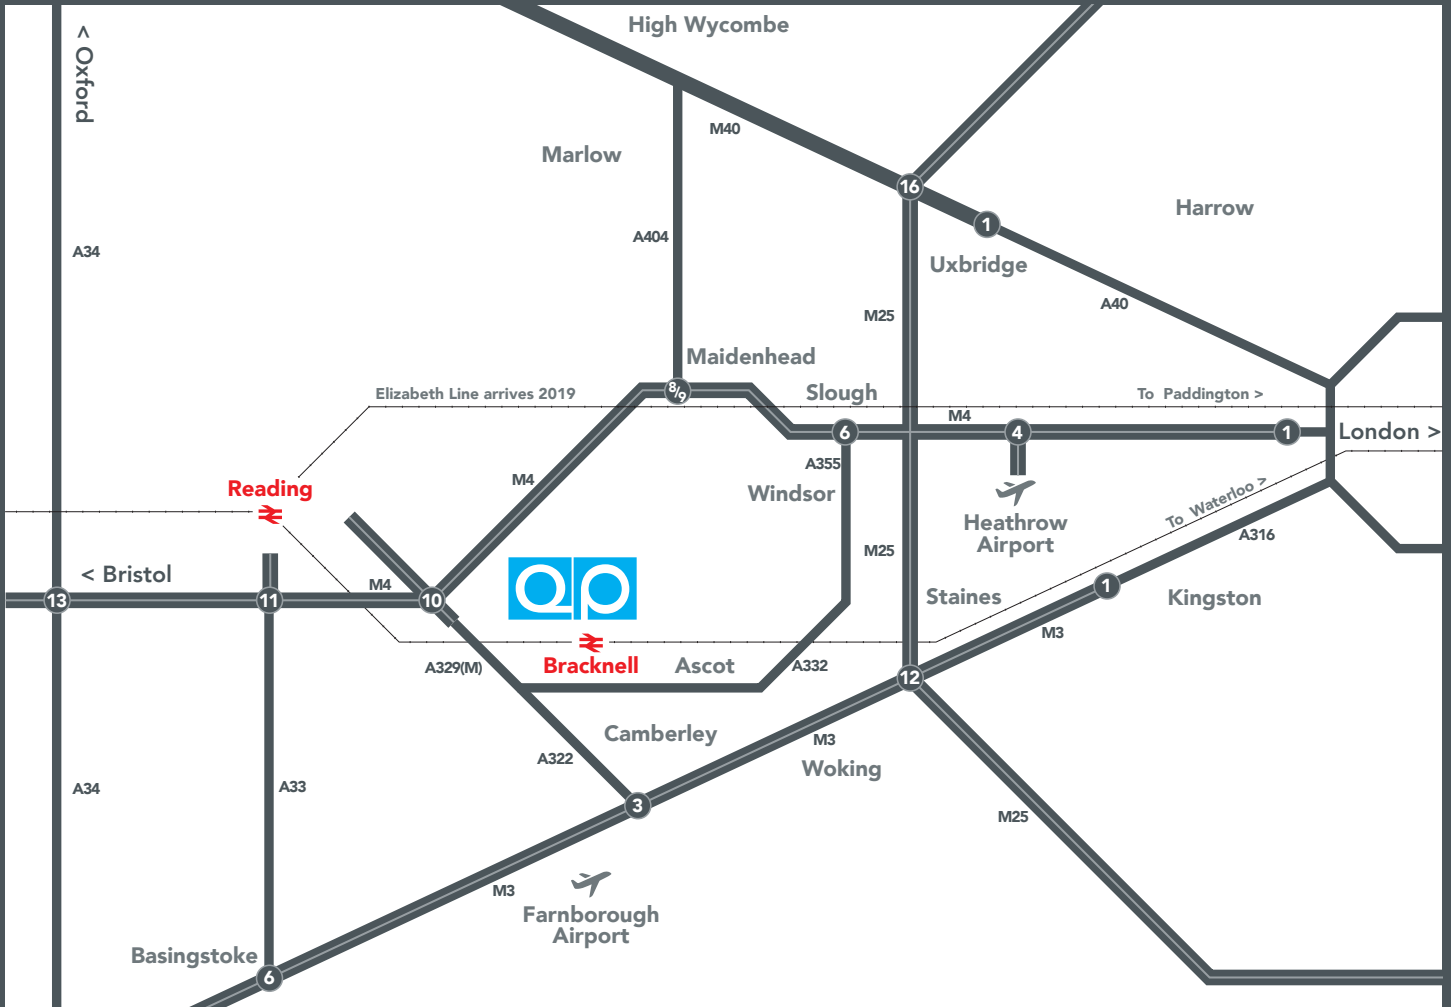 High Wycombe
< Oxford
M40
Marlow
16
Harrow
1
A404
A34
Uxbridge
A40
M25
Maidenhead
8/9
Slough
Elizabeth Line arrives 2019
To Paddington >
M4
6
4
1
London >
A355
M4
Reading
Windsor
To Waterloo >
Heathrow
Airport
A316
M25
< Bristol
M4
13
11
10
ap
1
Staines
Kingston
M3
A329(M)
Bracknell
Ascot
A332
12
Camberley
M3
A322
Woking
A34
A33
3
M25
M3
Farnborough
Airport
Basingstoke
6